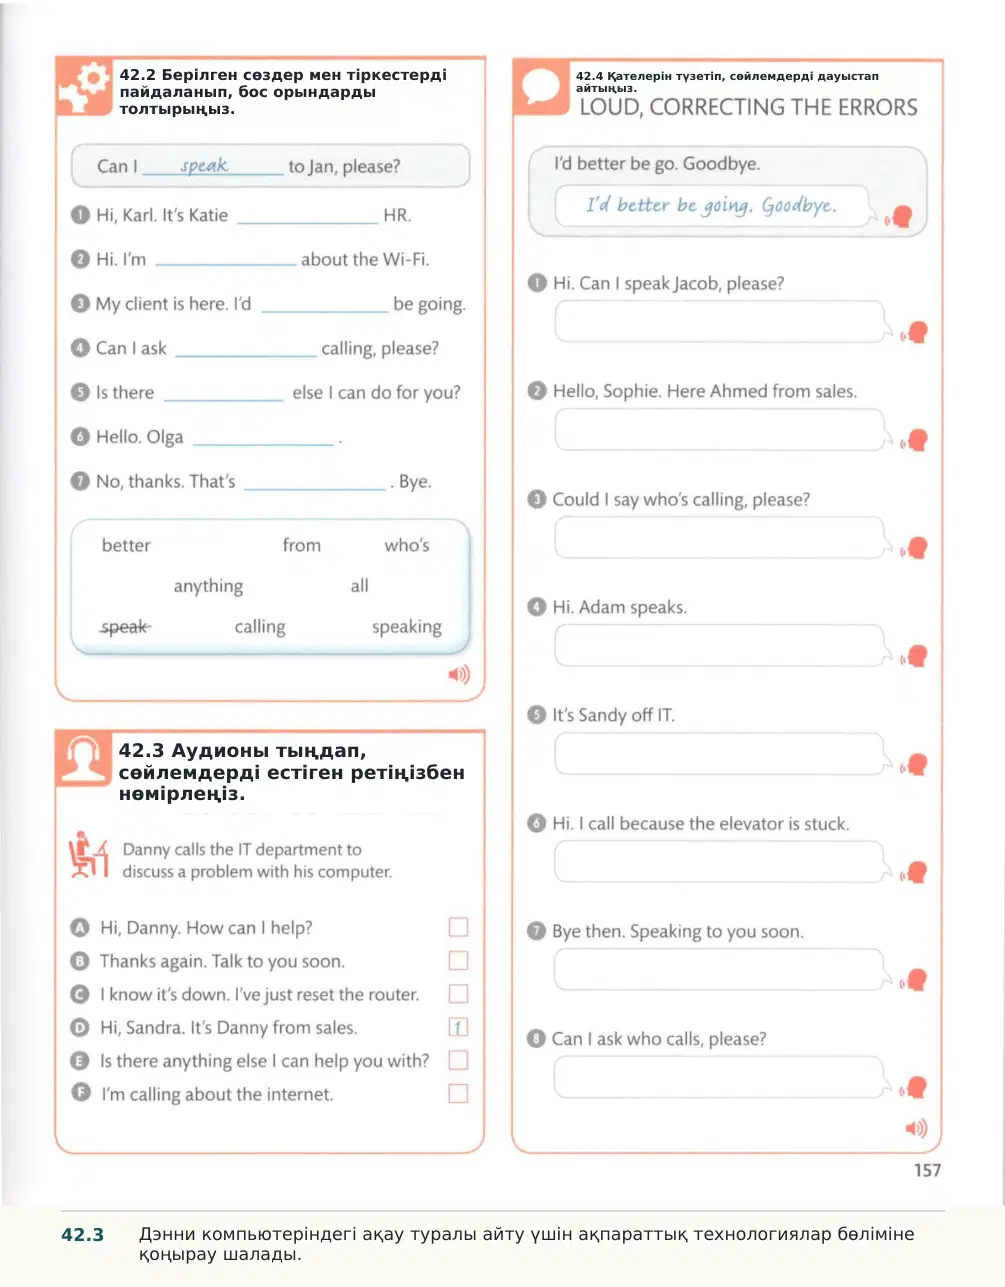 42.2 Берілген сөздер мен тіркестерді
пайдаланып, бос орындарды
толтырыңыз.
Can I speak to Jan, please?
1 Hi, Karl. It's Katie ____ HR.
2 Hi. I'm ____ about the Wi-Fi.
3 My client is here. I'd ____ be going.
4 Can I ask ____ calling, please?
5 Is there ____ else I can do for you?
6 Hello. Olga ____ .
7 No, thanks. That's ____ . Bye.
better from who's
anything all
speak calling speaking
42.3 Аудионы тыңдап,
сөйлемдерді естіген ретіңізбен
нөмірлеңіз.
Danny calls the IT department to
discuss a problem with his computer.
A Hi, Danny. How can I help?
B Thanks again. Talk to you soon.
C I know it's down. I've just reset the router.
D Hi, Sandra. It's Danny from sales. 1
E Is there anything else I can help you with?
F I'm calling about the internet.
42.4 Қателерін түзетіп, сөйлемдерді дауыстап
айтыңыз.
LOUD, CORRECTING THE ERRORS
I'd better be go. Goodbye.
I'd better be going. Goodbye.
1 Hi. Can I speak Jacob, please?
2 Hello, Sophie. Here Ahmed from sales.
3 Could I say who's calling, please?
4 Hi. Adam speaks.
5 It's Sandy off IT.
6 Hi. I call because the elevator is stuck.
7 Bye then. Speaking to you soon.
8 Can I ask who calls, please?
157
42.3 Дэнни компьютеріндегі ақау туралы айту үшін ақпараттық технологиялар бөліміне
қоңырау шалады.